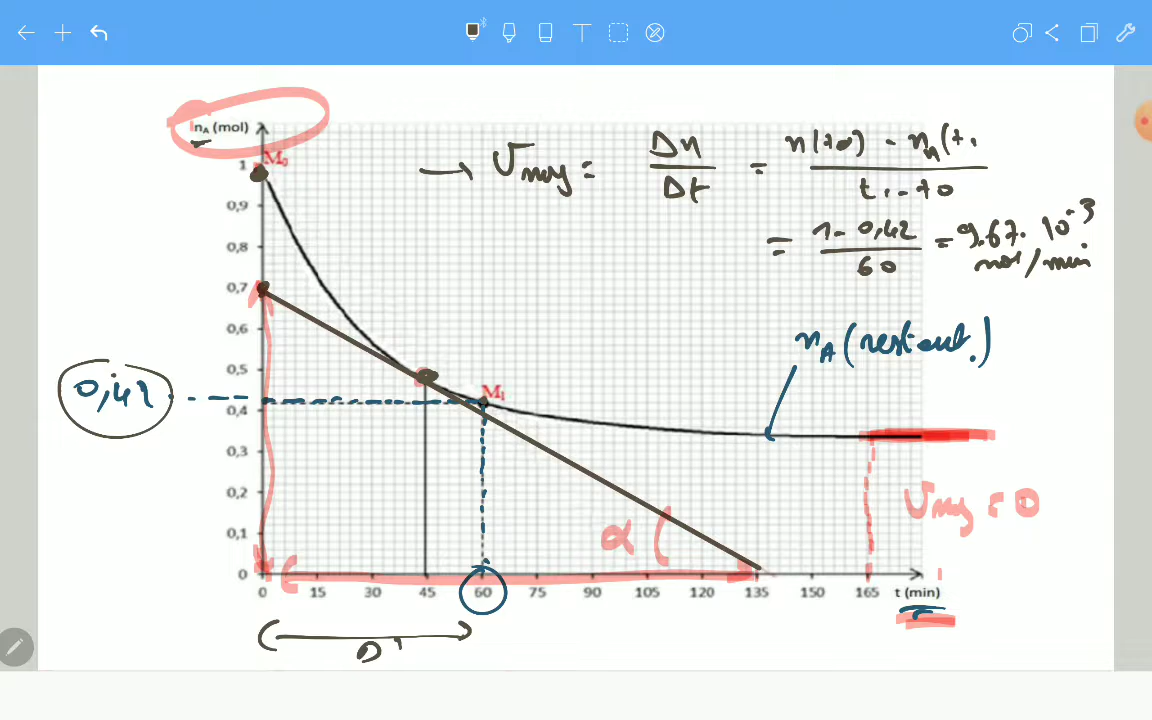 nA (mol)
M0
1
0,9
0,8
0,7
0,6
0,5
0,4
0,3
0,2
0,1
0
→ Vmoy = Δn/Δt = n(t0) - nA(t1 / t1-t0
= 1-0,42 / 60 = 9,67.10-3
mol/min
nA (restant.)
0,42
M1
α
Vmoy = 0
0 15 30 45 60 75 90 105 120 135 150 165 t (min)